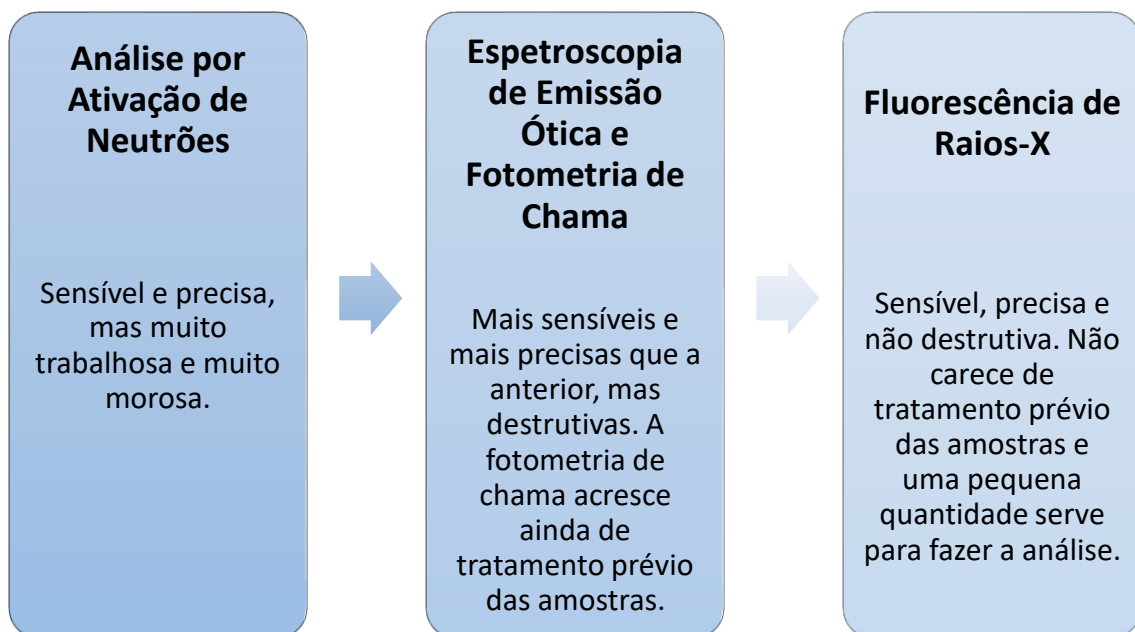 Análise por
Ativação de
Neutrões
Sensível e precisa,
mas muito
trabalhosa e muito
morosa.
Espetroscopia
de Emissão
Ótica e
Fotometria de
Chama
Mais sensíveis e
mais precisas que a
anterior, mas
destrutivas. A
fotometria de
chama acresce
ainda de
tratamento prévio
das amostras.
Fluorescência de
Raios-X
Sensível, precisa e
não destrutiva. Não
carece de
tratamento prévio
das amostras e
uma pequena
quantidade serve
para fazer a análise.